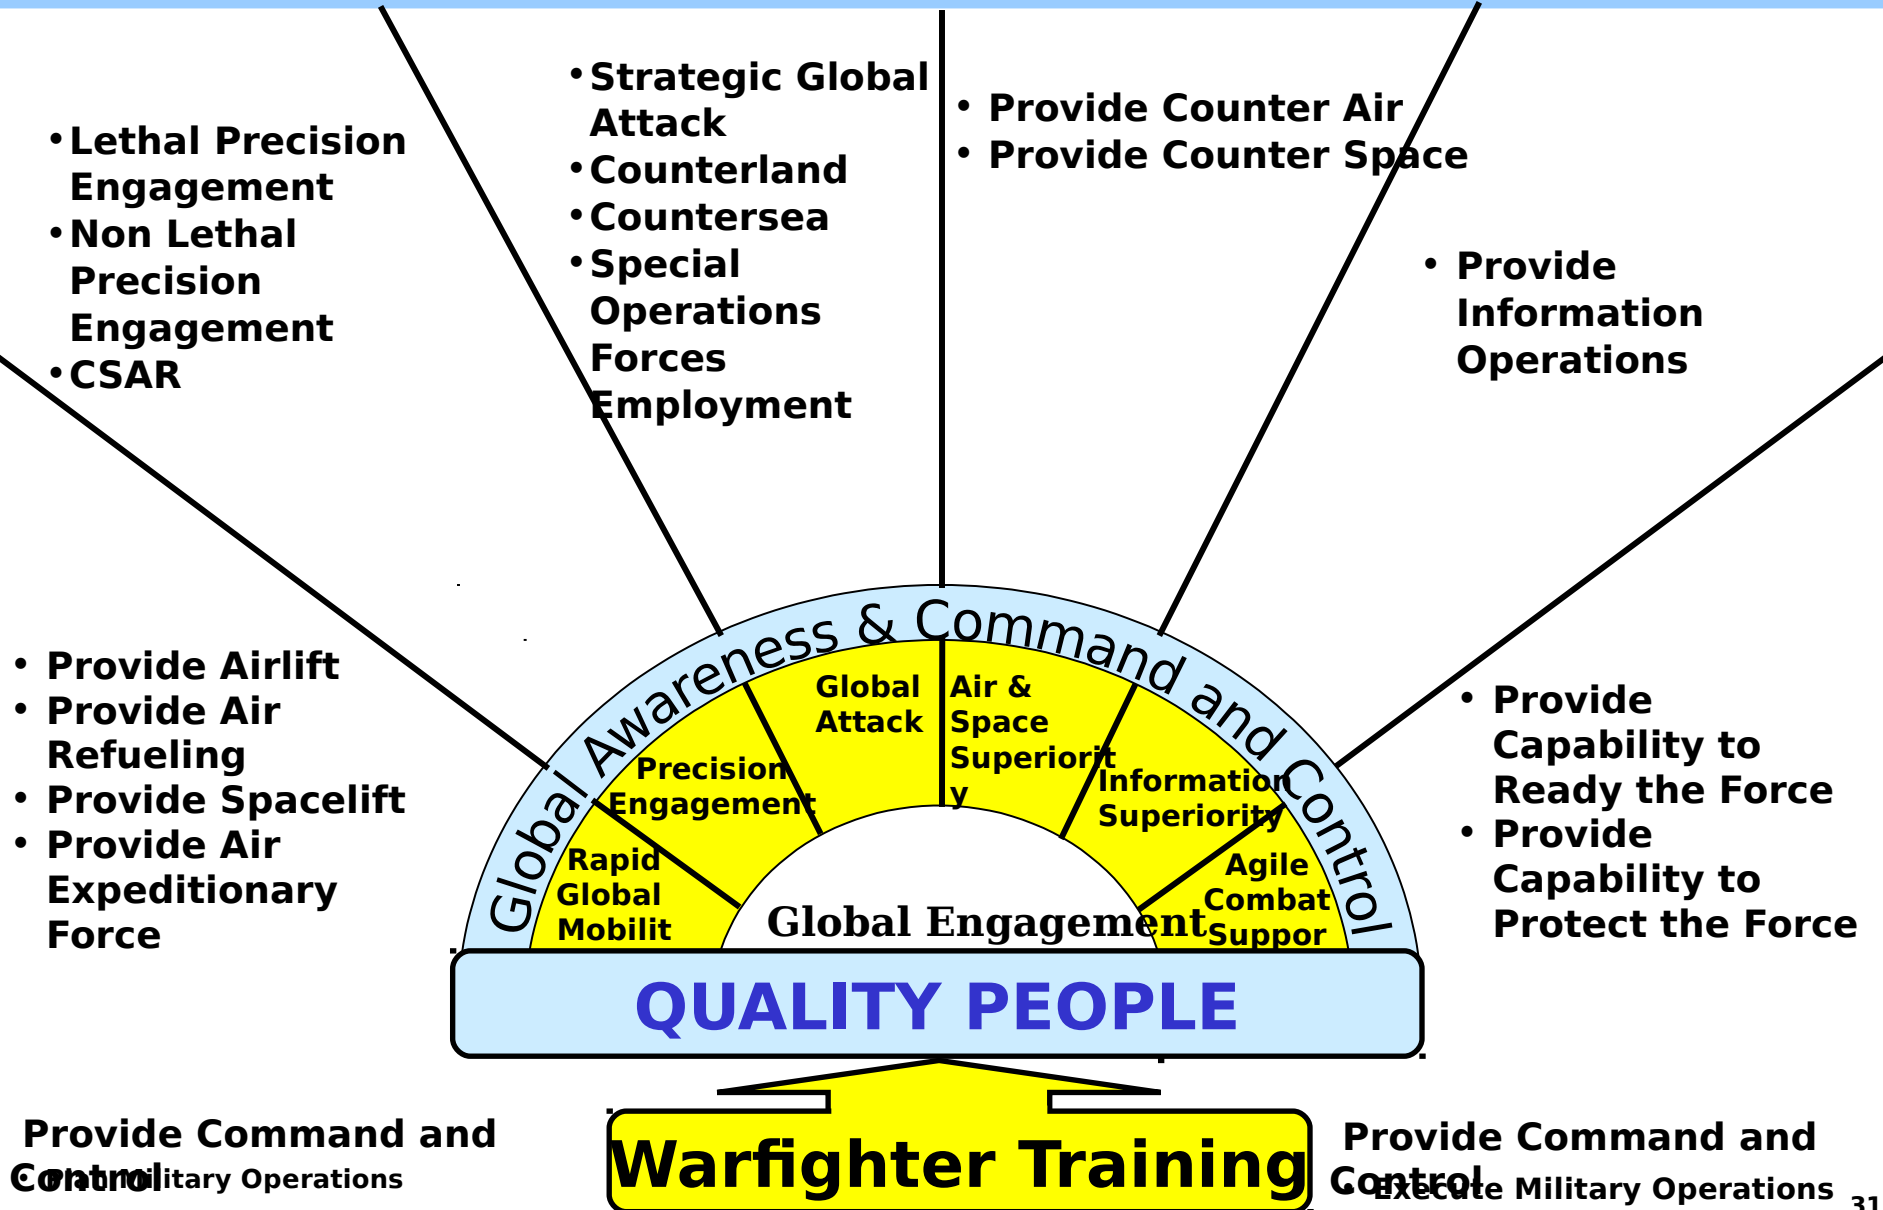 • Strategic Global
Attack
• Counterland
• Countersea
• Special
Operations
Forces
Employment
• Provide Counter Air
• Provide Counter Space
• Lethal Precision
Engagement
• Non Lethal
Precision
Engagement
• CSAR
• Provide
Information
Operations
Global Awareness & Command and Control
• Provide Airlift
• Provide Air
Refueling
• Provide Spacelift
• Provide Air
Expeditionary
Force
Rapid
Global
Mobilit
Precision
Engagement
Global
Attack
Air &
Space
Superiorit
y
Information
Superiority
Agile
Combat
Suppor
• Provide
Capability to
Ready the Force
• Provide
Capability to
Protect the Force
Global Engagement
QUALITY PEOPLE
Warfighter Training
Provide Command and
Control
• Plan Military Operations
Provide Command and
Control
• Execute Military Operations
31